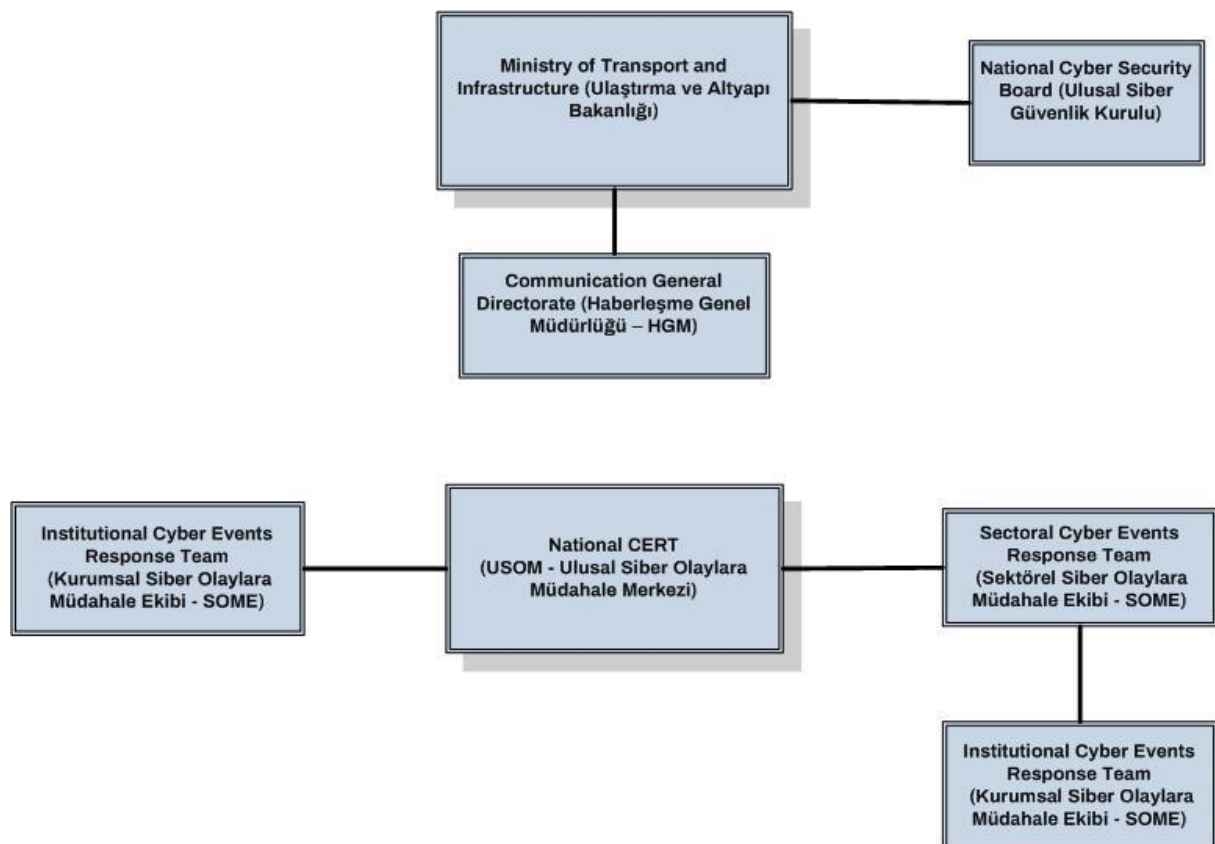 Ministry of Transport and
Infrastructure (Ulaştırma ve Altyapı
Bakanlığı)
National Cyber Security
Board (Ulusal Siber
Güvenlik Kurulu)
Communication General
Directorate (Haberleşme Genel
Müdürlüğü – HGM)
Institutional Cyber Events
Response Team
(Kurumsal Siber Olaylara
Müdahale Ekibi - SOME)
National CERT
(USOM - Ulusal Siber Olaylara
Müdahale Merkezi)
Sectoral Cyber Events
Response Team
(Sektörel Siber Olaylara
Müdahale Ekibi - SOME)
Institutional Cyber Events
Response Team
(Kurumsal Siber Olaylara
Müdahale Ekibi - SOME)